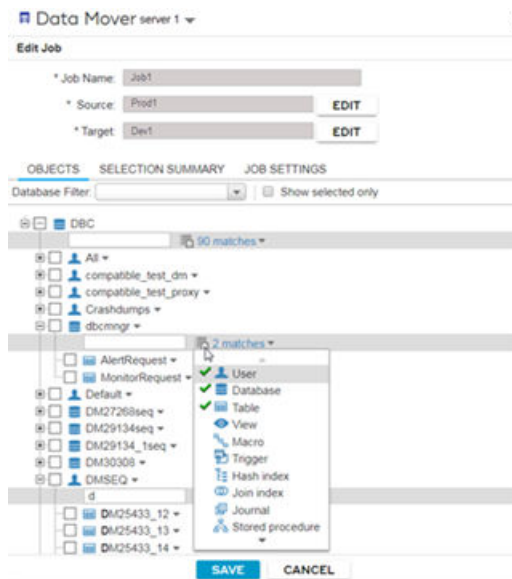 Data Mover server 1
Edit Job
* Job Name: Job1
* Source: Prod1 EDIT
* Target: Dev1 EDIT
OBJECTS SELECTION SUMMARY JOB SETTINGS
Database Filter: Show selected only
DBC
90 matches
All
compatible_test_dm
compatible_test_proxy
Crashdumps
dbcmngr
2 matches
AlertRequest
MonitorRequest
User
Database
Table
View
Macro
Trigger
Hash index
Join index
Journal
Stored procedure
Default
DM27268seq
DM29134seq
DM29134_1seq
DM30308
DMSEQ
d
DM25433_12
DM25433_13
DM25433_14
SAVE CANCEL